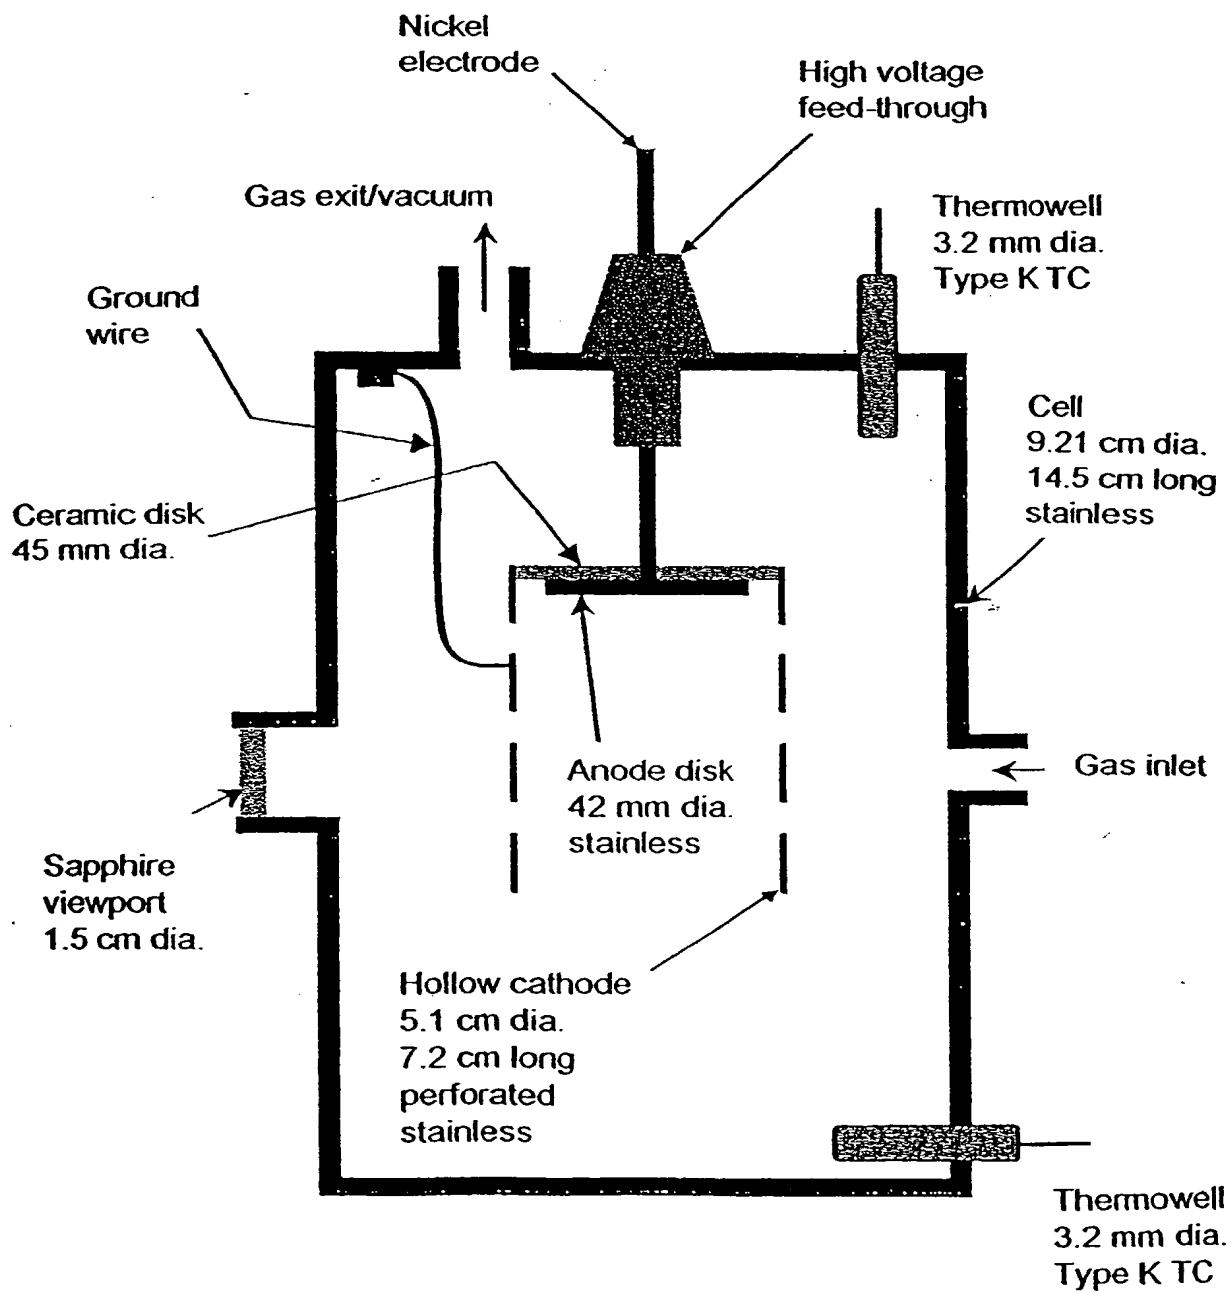 Nickel
electrode
High voltage
feed-through
Gas exit/vacuum
Thermowell
3.2 mm dia.
Type K TC
Ground
wire
Cell
9.21 cm dia.
14.5 cm long
stainless
Ceramic disk
45 mm dia.
Anode disk
42 mm dia.
stainless
Gas inlet
Sapphire
viewport
1.5 cm dia.
Hollow cathode
5.1 cm dia.
7.2 cm long
perforated
stainless
Thermowell
3.2 mm dia.
Type K TC